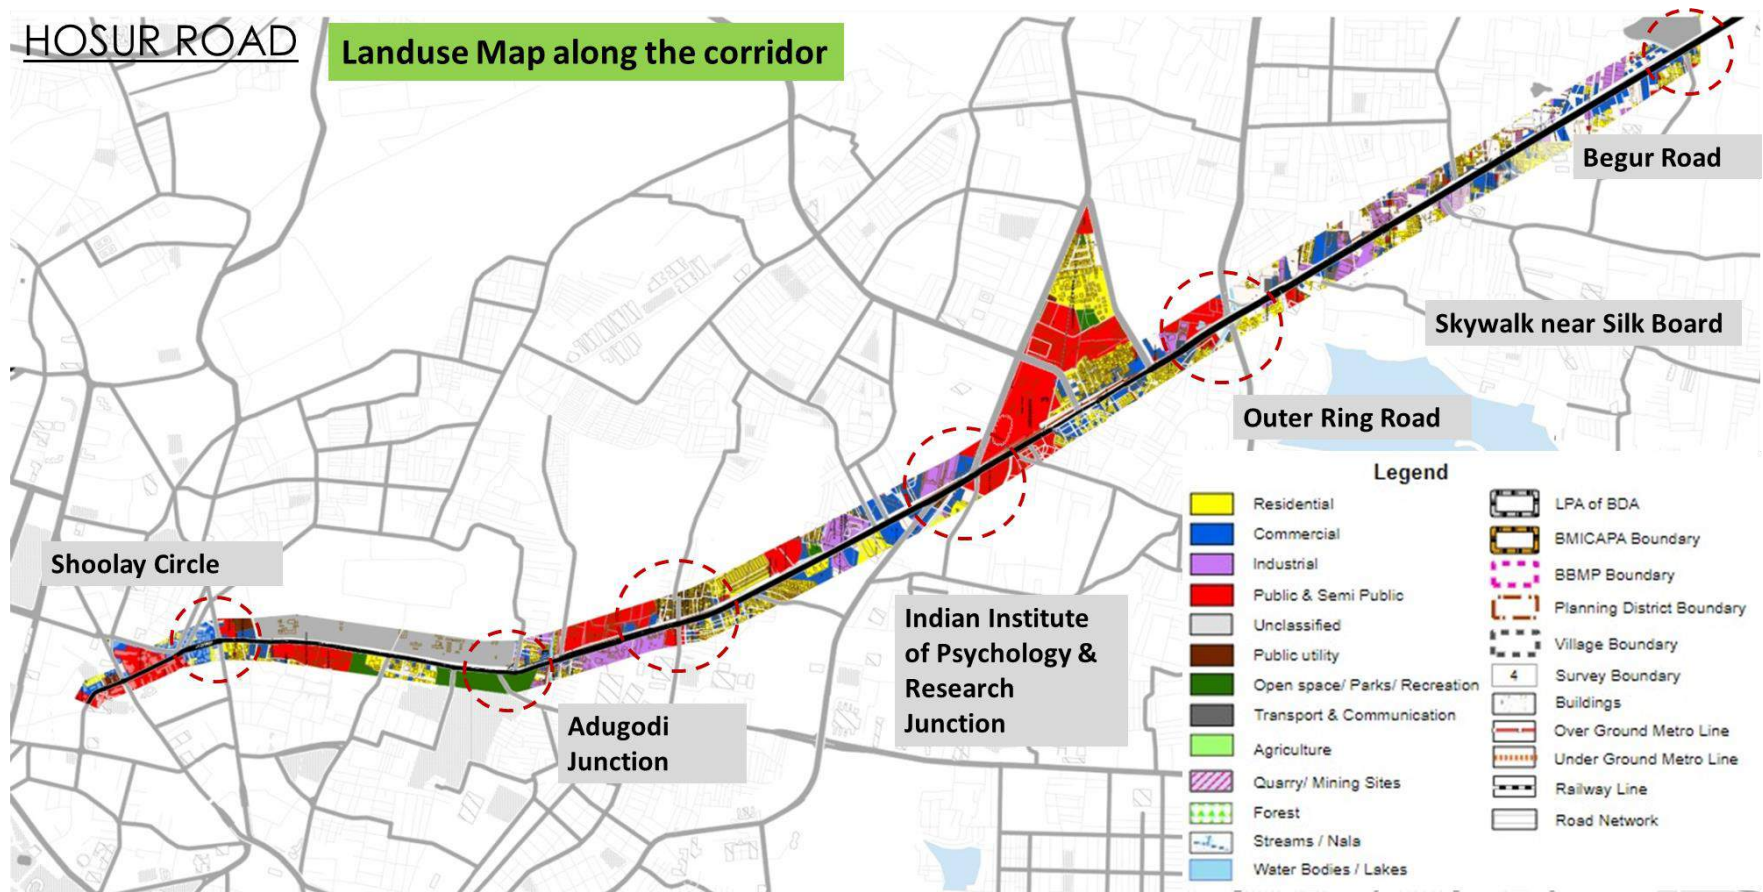 HOSUR ROAD
Landuse Map along the corridor
Begur Road
Skywalk near Silk Board
Outer Ring Road
Shoolay Circle
Indian Institute
of Psychology &
Research
Junction
Adugodi
Junction
Legend
Residential
Commercial
Industrial
Public & Semi Public
Unclassified
Public utility
Open space/ Parks/ Recreation
Transport & Communication
Agriculture
Quarry/ Mining Sites
Forest
Streams / Nala
Water Bodies / Lakes
LPA of BDA
BMICAPA Boundary
BBMP Boundary
Planning District Boundary
Village Boundary
4 Survey Boundary
Buildings
Over Ground Metro Line
Under Ground Metro Line
Railway Line
Road Network